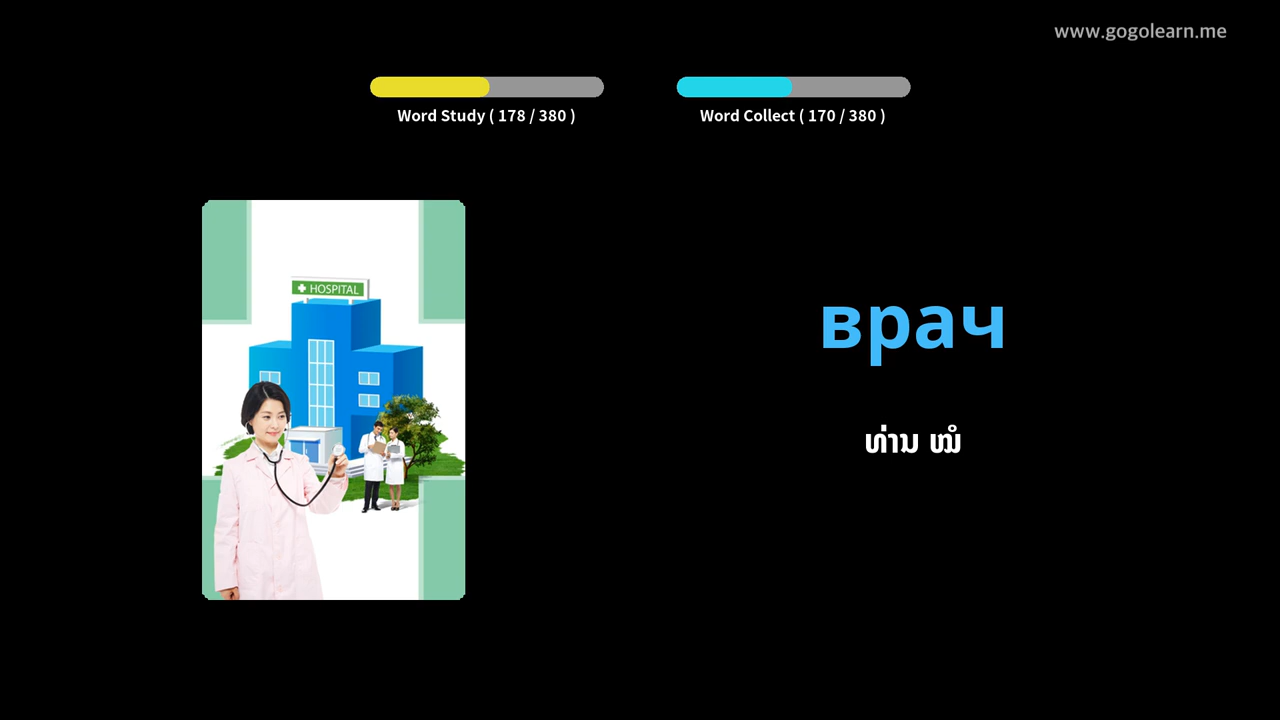 www.gogolearn.me
Word Study ( 178 / 380 )
Word Collect ( 170 / 380 )
HOSPITAL
врач
ທ່ານ ໝໍ